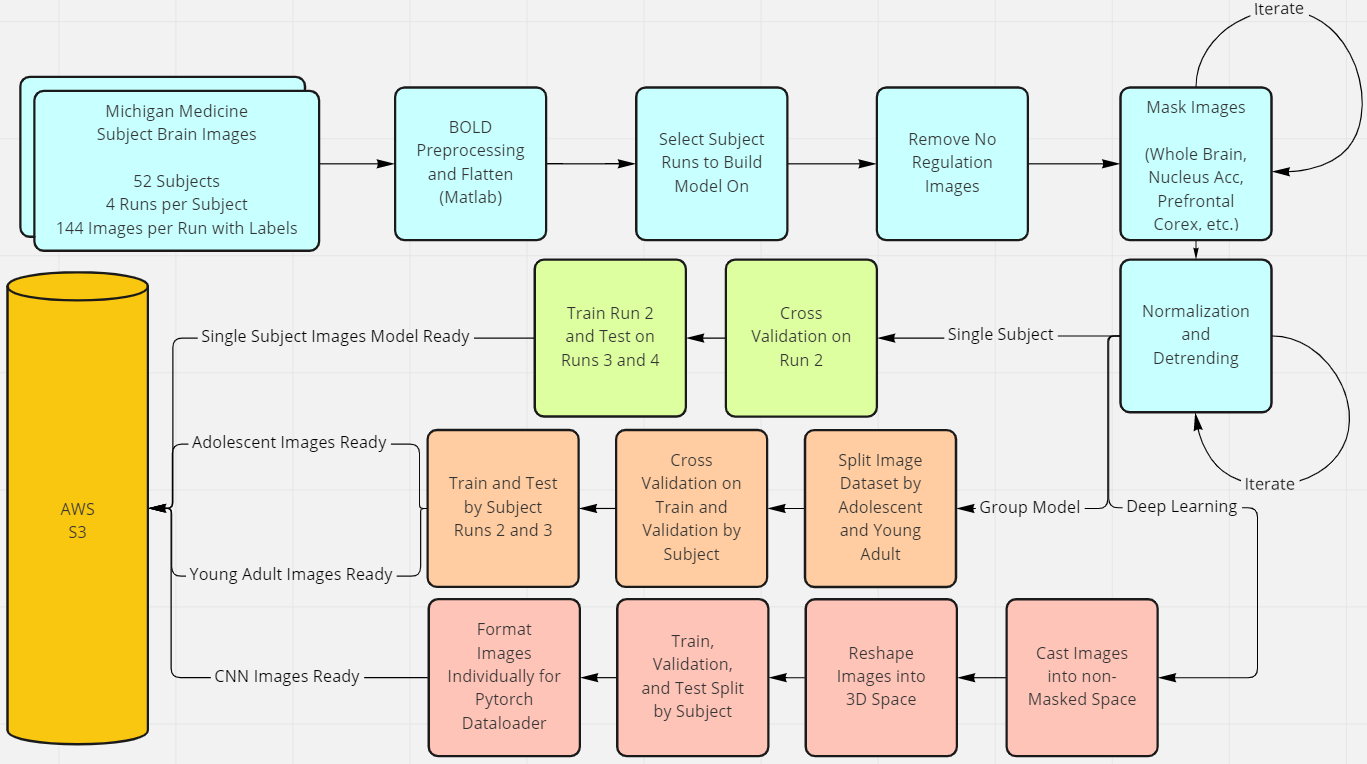 Iterate
Michigan Medicine
Subject Brain Images
52 Subjects
4 Runs per Subject
144 Images per Run with Labels
BOLD
Preprocessing
and Flatten
(Matlab)
Select Subject
Runs to Build
Model On
Remove No
Regulation
Images
Mask Images
(Whole Brain,
Nucleus Acc,
Prefrontal
Corex, etc.)
Normalization
and
Detrending
Iterate
Single Subject
Cross
Validation on
Run 2
Train Run 2
and Test on
Runs 3 and 4
Single Subject Images Model Ready
Group Model
Split Image
Dataset by
Adolescent
and Young
Adult
Cross
Validation on
Train and
Validation by
Subject
Train and Test
by Subject
Runs 2 and 3
Adolescent Images Ready
Young Adult Images Ready
Deep Learning
Cast Images
into non-
Masked Space
Reshape
Images into
3D Space
Train,
Validation,
and Test Split
by Subject
Format
Images
Individually for
Pytorch
Dataloader
CNN Images Ready
AWS
S3